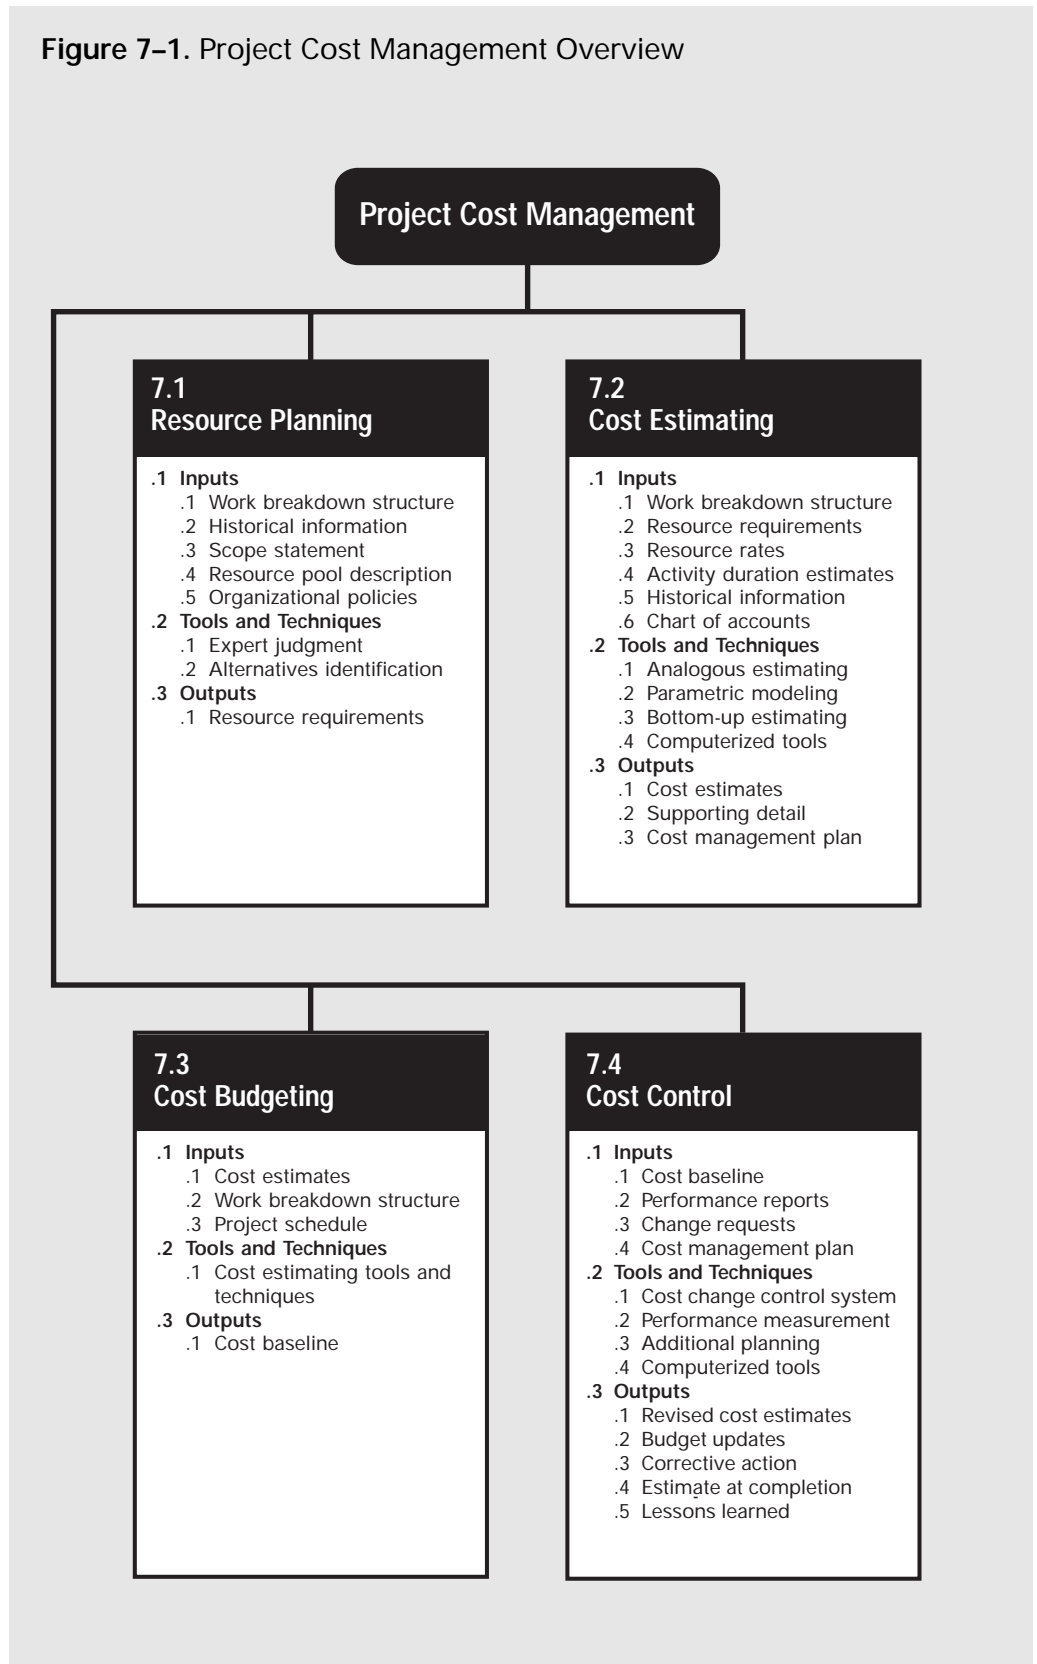 Figure 7–1. Project Cost Management Overview
Project Cost Management
7.1
Resource Planning
.1 Inputs
.1 Work breakdown structure
.2 Historical information
.3 Scope statement
.4 Resource pool description
.5 Organizational policies
.2 Tools and Techniques
.1 Expert judgment
.2 Alternatives identification
.3 Outputs
.1 Resource requirements
7.2
Cost Estimating
.1 Inputs
.1 Work breakdown structure
.2 Resource requirements
.3 Resource rates
.4 Activity duration estimates
.5 Historical information
.6 Chart of accounts
.2 Tools and Techniques
.1 Analogous estimating
.2 Parametric modeling
.3 Bottom-up estimating
.4 Computerized tools
.3 Outputs
.1 Cost estimates
.2 Supporting detail
.3 Cost management plan
7.3
Cost Budgeting
.1 Inputs
.1 Cost estimates
.2 Work breakdown structure
.3 Project schedule
.2 Tools and Techniques
.1 Cost estimating tools and
techniques
.3 Outputs
.1 Cost baseline
7.4
Cost Control
.1 Inputs
.1 Cost baseline
.2 Performance reports
.3 Change requests
.4 Cost management plan
.2 Tools and Techniques
.1 Cost change control system
.2 Performance measurement
.3 Additional planning
.4 Computerized tools
.3 Outputs
.1 Revised cost estimates
.2 Budget updates
.3 Corrective action
.4 Estimate at completion
.5 Lessons learned